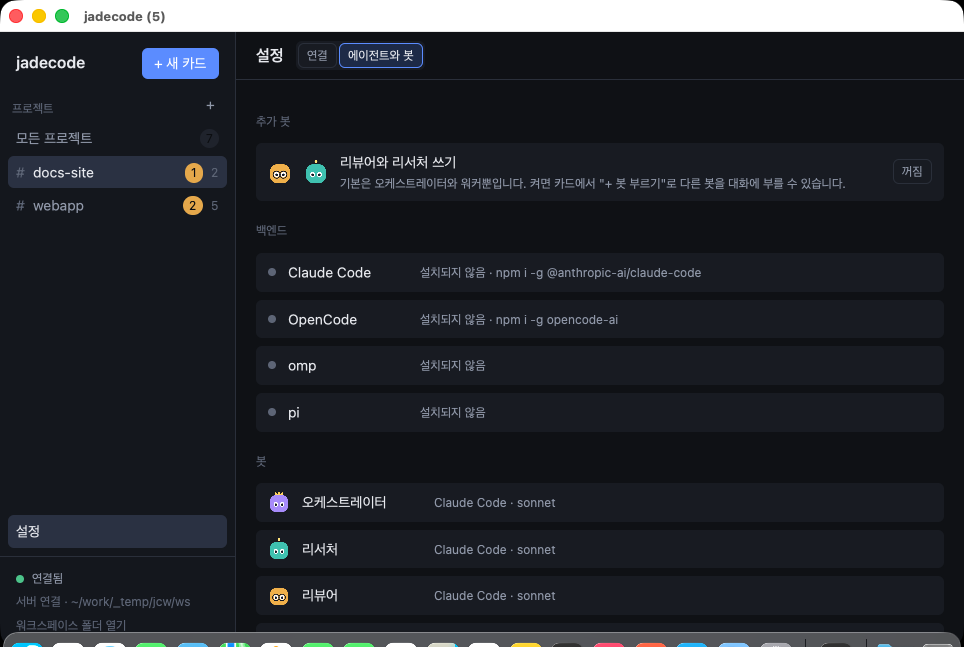 jadecode (5)
jadecode
+ 새 카드
프로젝트
+
모든 프로젝트
7
# docs-site
1
2
# webapp
2
5
설정
연결됨
서버 연결 · ~/work/_temp/jcw/ws
워크스페이스 폴더 열기
설정
연결
에이전트와 봇
추가 봇
리뷰어와 리서처 쓰기
기본은 오케스트레이터와 워커뿐입니다. 켜면 카드에서 "+ 봇 부르기"로 다른 봇을 대화에 부를 수 있습니다.
꺼짐
백엔드
Claude Code
설치되지 않음 · npm i -g @anthropic-ai/claude-code
OpenCode
설치되지 않음 · npm i -g opencode-ai
omp
설치되지 않음
pi
설치되지 않음
봇
오케스트레이터
Claude Code · sonnet
리서처
Claude Code · sonnet
리뷰어
Claude Code · sonnet